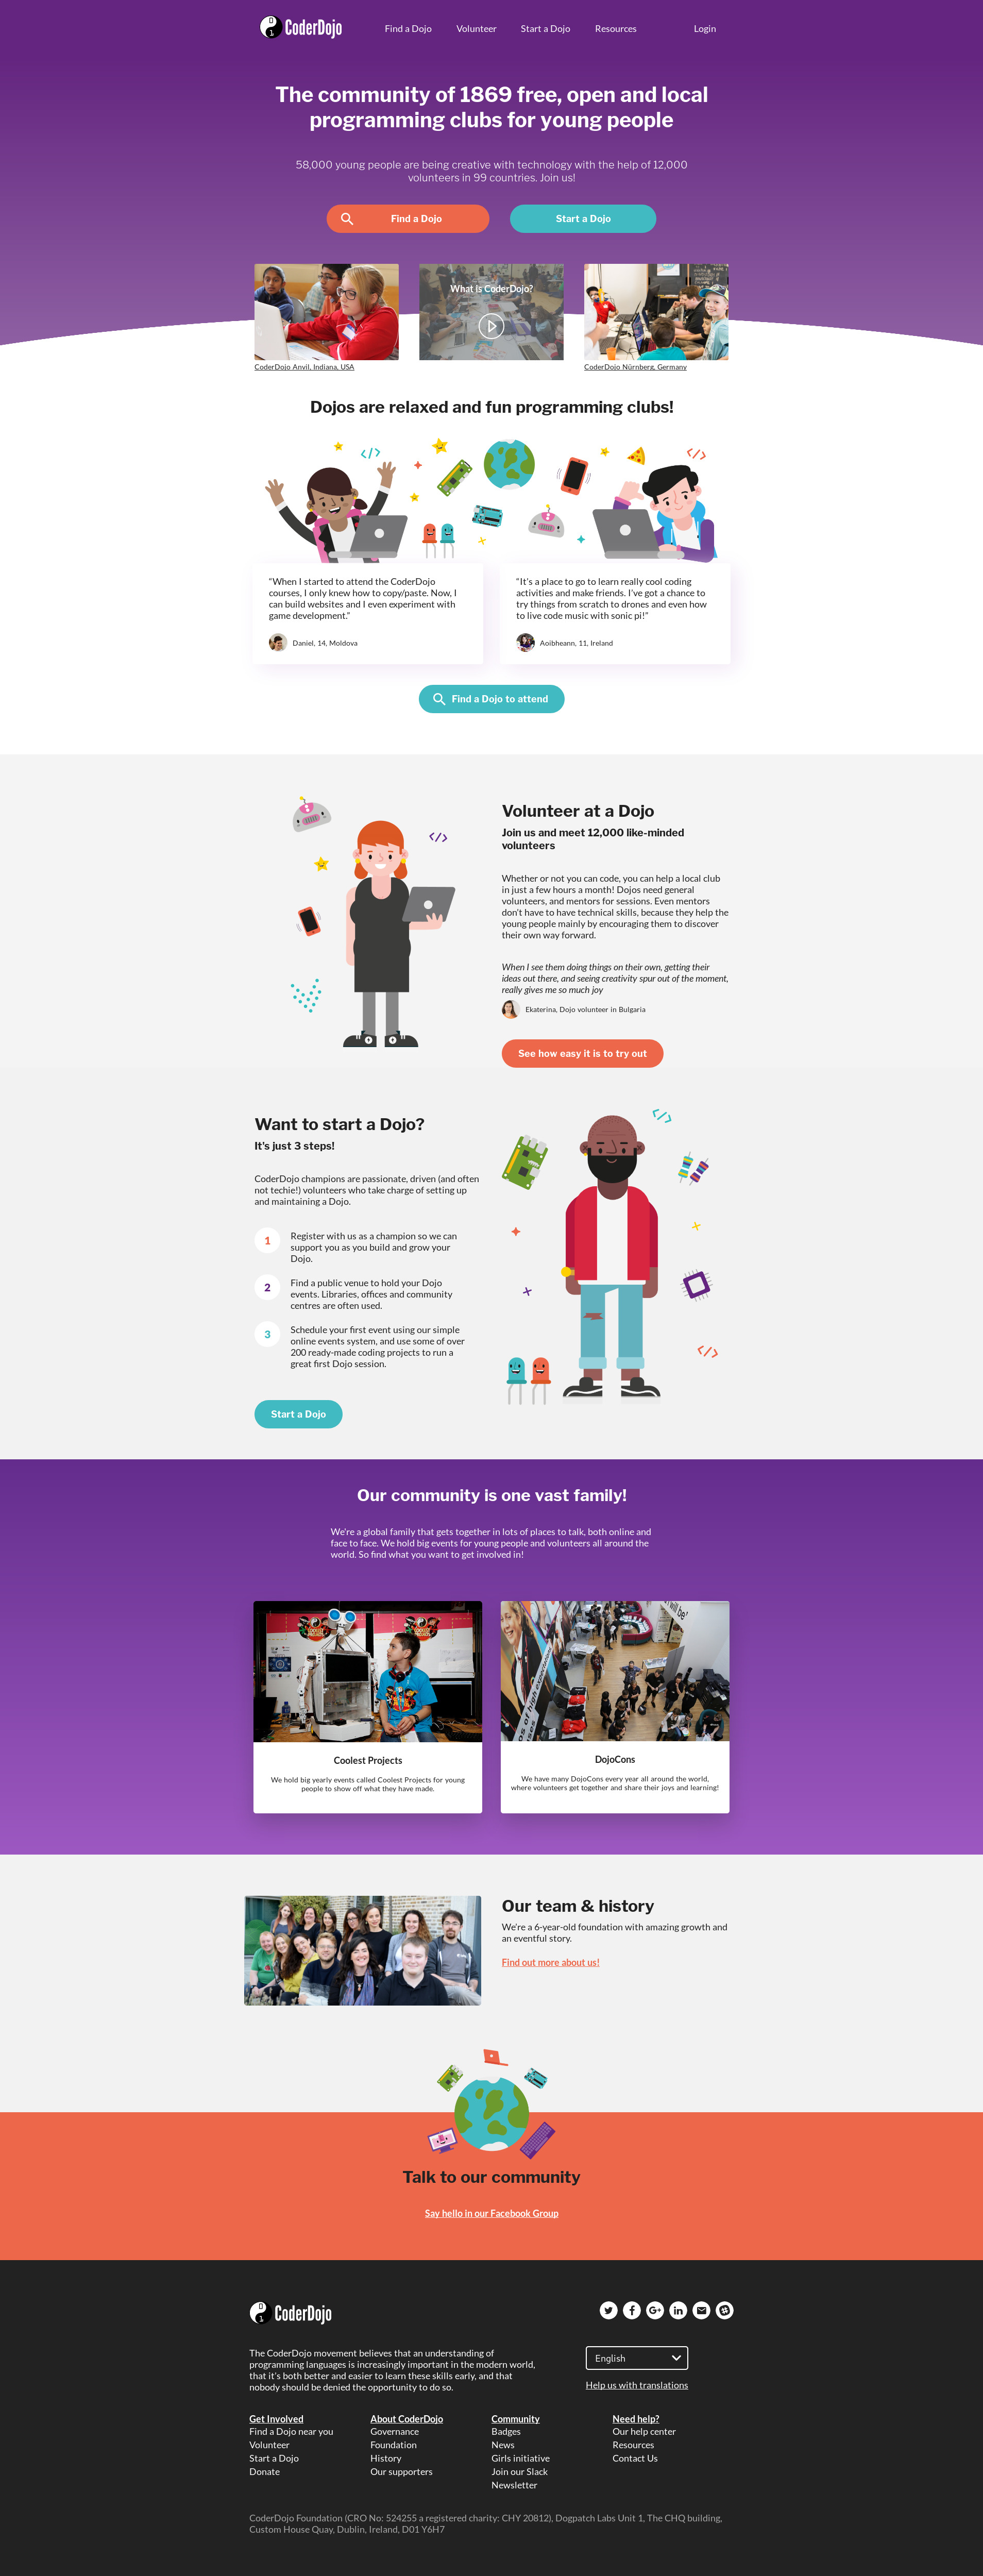 CoderDojo
Find a Dojo
Volunteer
Start a Dojo
Resources
Login
The community of 1869 free, open and local
programming clubs for young people
58,000 young people are being creative with technology with the help of 12,000
volunteers in 99 countries. Join us!
Find a Dojo
Start a Dojo
What is CoderDojo?
CoderDojo Anvil, Indiana, USA
CoderDojo Nürnberg, Germany
Dojos are relaxed and fun programming clubs!
"When I started to attend the CoderDojo
courses, I only knew how to copy/paste. Now, I
can build websites and I even experiment with
game development."
Daniel, 14, Moldova
"It's a place to go to learn really cool coding
activities and make friends. I've got a chance to
try things from scratch to drones and even how
to live code music with sonic pi!"
Aoibheann, 11, Ireland
Find a Dojo to attend
Volunteer at a Dojo
Join us and meet 12,000 like-minded
volunteers
Whether or not you can code, you can help a local club
in just a few hours a month! Dojos need general
volunteers, and mentors for sessions. Even mentors
don't have to have technical skills, because they help the
young people mainly by encouraging them to discover
their own way forward.
When I see them doing things on their own, getting their
ideas out there, and seeing creativity spur out of the moment,
really gives me so much joy
Ekaterina, Dojo volunteer in Bulgaria
See how easy it is to try out
Want to start a Dojo?
It's just 3 steps!
CoderDojo champions are passionate, driven (and often
not techie!) volunteers who take charge of setting up
and maintaining a Dojo.
1
Register with us as a champion so we can
support you as you build and grow your
Dojo.
2
Find a public venue to hold your Dojo
events. Libraries, offices and community
centres are often used.
3
Schedule your first event using our simple
online events system, and use some of over
200 ready-made coding projects to run a
great first Dojo session.
Start a Dojo
Our community is one vast family!
We're a global family that gets together in lots of places to talk, both online and
face to face. We hold big events for young people and volunteers all around the
world. So find what you want to get involved in!
Coolest Projects
We hold big yearly events called Coolest Projects for young
people to show off what they have made.
DojoCons
We have many DojoCons every year all around the world,
where volunteers get together and share their joys and learning!
Our team & history
We're a 6-year-old foundation with amazing growth and
an eventful story.
Find out more about us!
Talk to our community
Say hello in our Facebook Group
CoderDojo
The CoderDojo movement believes that an understanding of
programming languages is increasingly important in the modern world,
that it's both better and easier to learn these skills early, and that
nobody should be denied the opportunity to do so.
English
Help us with translations
Get Involved
Find a Dojo near you
Volunteer
Start a Dojo
Donate
About CoderDojo
Governance
Foundation
History
Our supporters
Community
Badges
News
Girls initiative
Join our Slack
Newsletter
Need help?
Our help center
Resources
Contact Us
CoderDojo Foundation (CRO No: 524255 a registered charity: CHY 20812), Dogpatch Labs Unit 1, The CHQ building,
Custom House Quay, Dublin, Ireland, D01 Y6H7